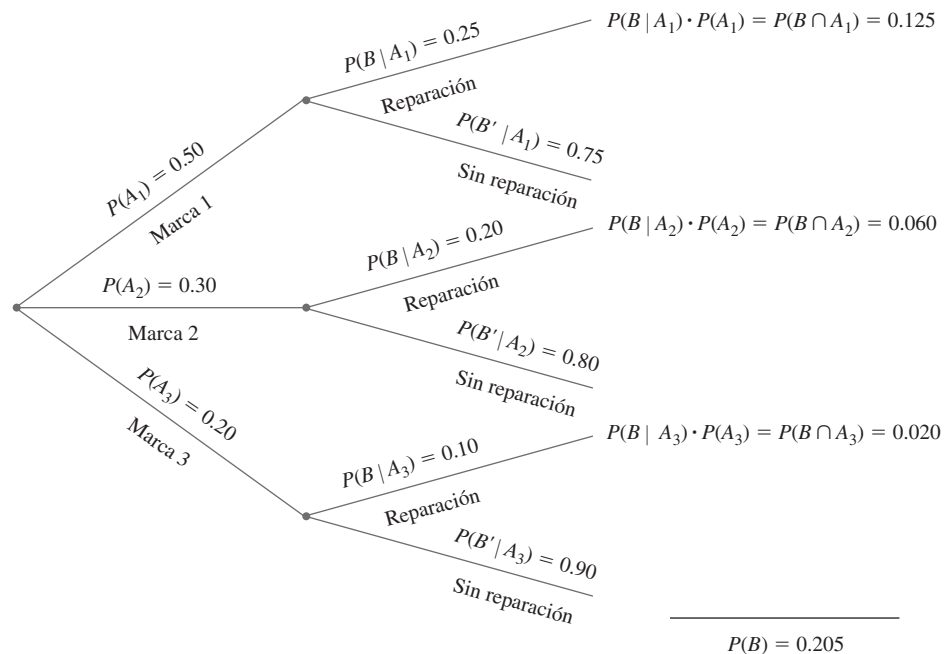 P(B | A₁) · P(A₁) = P(B ∩ A₁) = 0.125
P(B | A₁) = 0.25
Reparación
P(B′ | A₁) = 0.75
Sin reparación
P(A₁) = 0.50
Marca 1
P(B | A₂) · P(A₂) = P(B ∩ A₂) = 0.060
P(B | A₂) = 0.20
Reparación
P(A₂) = 0.30
Marca 2
P(B′ | A₂) = 0.80
Sin reparación
P(A₃) = 0.20
Marca 3
P(B | A₃) · P(A₃) = P(B ∩ A₃) = 0.020
P(B | A₃) = 0.10
Reparación
P(B′ | A₃) = 0.90
Sin reparación
P(B) = 0.205